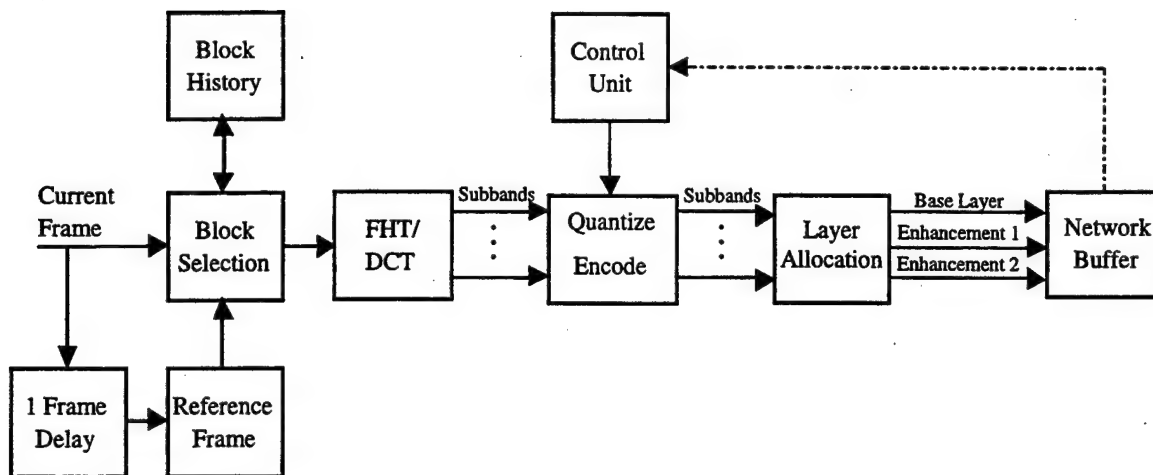 Block
History
Control
Unit
Current
Frame
Block
Selection
FHT/
DCT
Subbands
Quantize
Encode
Subbands
Layer
Allocation
Base Layer
Enhancement 1
Enhancement 2
Network
Buffer
1 Frame
Delay
Reference
Frame